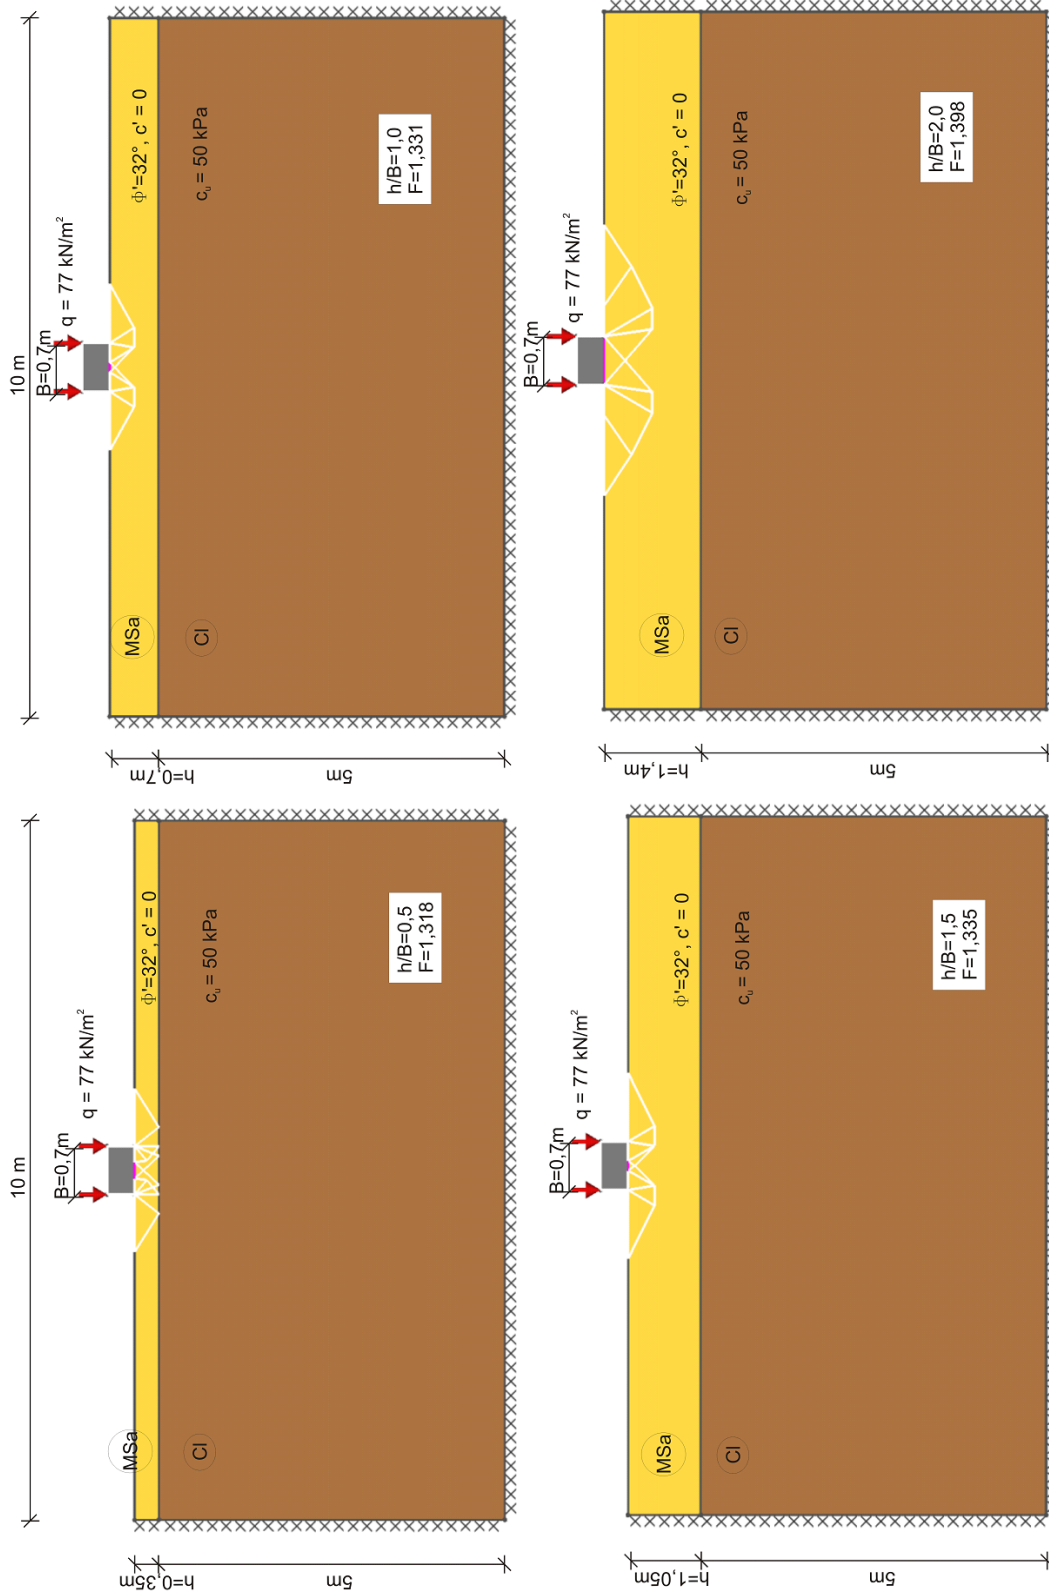 10 m
B=0,7m
q = 77 kN/m²
MSa
Φ'=32°, c' = 0
Cl
cᵤ = 50 kPa
h/B=0,5
F=1,318
h=0,35m
5m
10 m
B=0,7m
q = 77 kN/m²
MSa
Φ'=32°, c' = 0
Cl
cᵤ = 50 kPa
h/B=1,0
F=1,331
h=0,7m
5m
B=0,7m
q = 77 kN/m²
MSa
Φ'=32°, c' = 0
Cl
cᵤ = 50 kPa
h/B=1,5
F=1,335
h=1,05m
5m
B=0,7m
q = 77 kN/m²
MSa
Φ'=32°, c' = 0
Cl
cᵤ = 50 kPa
h/B=2,0
F=1,398
h=1,4m
5m